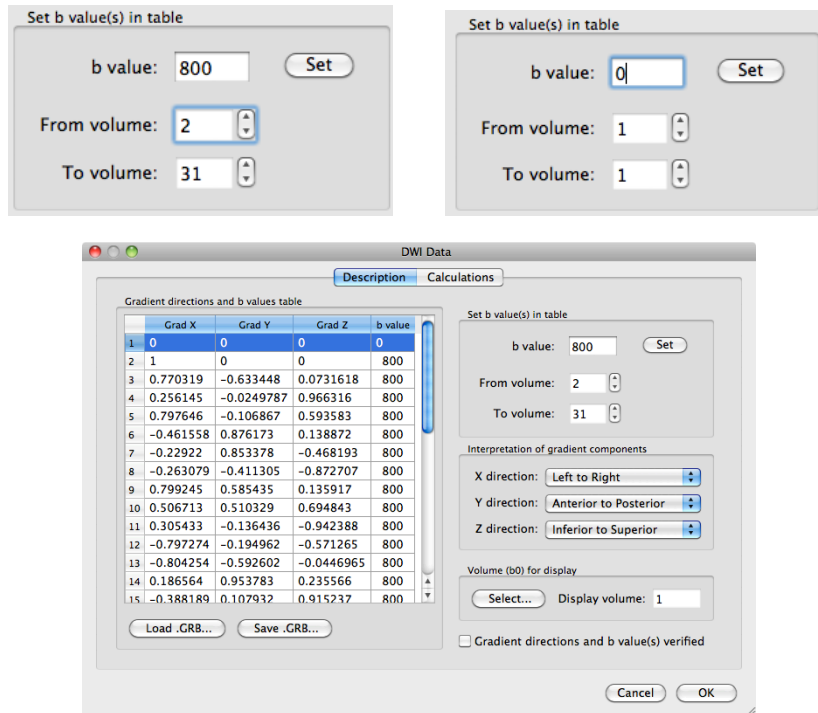 Set b value(s) in table
b value: 800 Set
From volume: 2
To volume: 31
Set b value(s) in table
b value: 0 Set
From volume: 1
To volume: 1
DWI Data
Description Calculations
Gradient directions and b values table
Grad X Grad Y Grad Z b value
1 0 0 0 0
2 1 0 0 800
3 0.770319 -0.633448 0.0731618 800
4 0.256145 -0.0249787 0.966316 800
5 0.797646 -0.106867 0.593583 800
6 -0.461558 0.876173 0.138872 800
7 -0.22922 0.853378 -0.468193 800
8 -0.263079 -0.411305 -0.872707 800
9 0.799245 0.585435 0.135917 800
10 0.506713 0.510329 0.694843 800
11 0.305433 -0.136436 -0.942388 800
12 -0.797274 -0.194962 -0.571265 800
13 -0.804254 -0.592602 -0.0446965 800
14 0.186564 0.953783 0.235566 800
15 -0.388189 0.107932 0.915237 800
Load .GRB... Save .GRB...
Set b value(s) in table
b value: 800 Set
From volume: 2
To volume: 31
Interpretation of gradient components
X direction: Left to Right
Y direction: Anterior to Posterior
Z direction: Inferior to Superior
Volume (b0) for display
Select... Display volume: 1
Gradient directions and b value(s) verified
Cancel OK